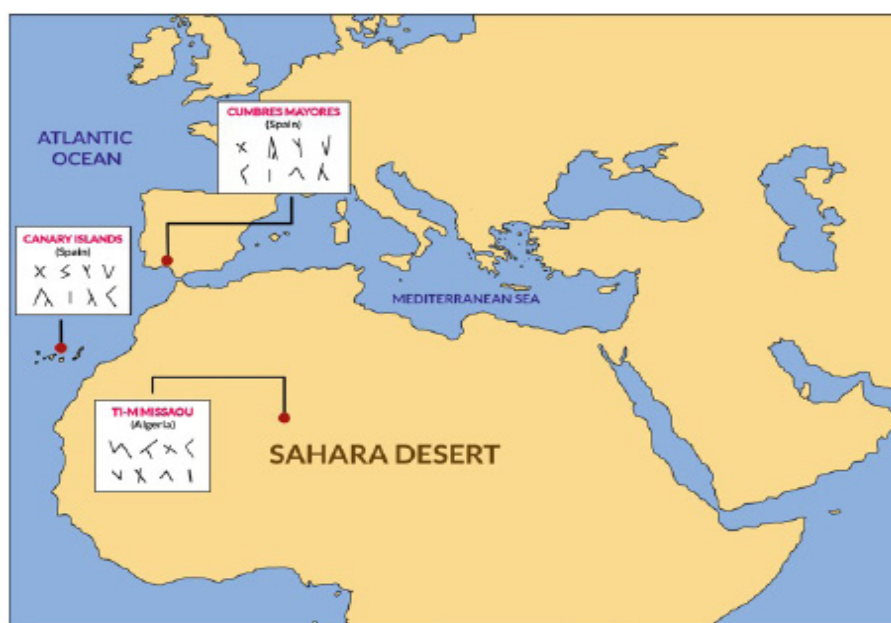 CUMBRES MAYORES
(Spain)
ATLANTIC
OCEAN
CANARY ISLANDS
(Spain)
MEDITERRANEAN SEA
TI-M MISSAOU
(Algeria)
SAHARA DESERT